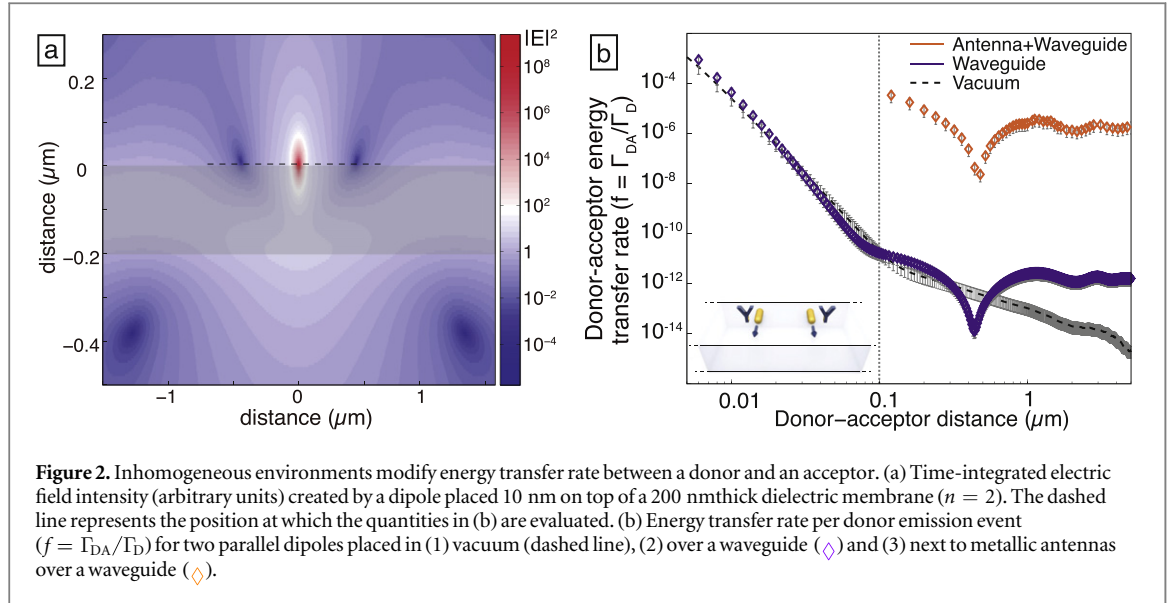 a
|E|²
10⁸
10⁶
10⁴
10²
1
10⁻²
10⁻⁴
0.2
0
−0.2
−0.4
distance (μm)
−1
0
1
distance (μm)
b
Antenna+Waveguide
Waveguide
Vacuum
10⁻⁴
10⁻⁶
10⁻⁸
10⁻¹⁰
10⁻¹²
10⁻¹⁴
Donor−acceptor energy
transfer rate (f = Γ_DA/Γ_D)
0.01
0.1
1
Donor−acceptor distance (μm)
Figure 2. Inhomogeneous environments modify energy transfer rate between a donor and an acceptor. (a) Time-integrated electric
field intensity (arbitrary units) created by a dipole placed 10 nm on top of a 200 nmthick dielectric membrane (n = 2). The dashed
line represents the position at which the quantities in (b) are evaluated. (b) Energy transfer rate per donor emission event
(f = Γ_DA/Γ_D) for two parallel dipoles placed in (1) vacuum (dashed line), (2) over a waveguide (◇) and (3) next to metallic antennas
over a waveguide (◇).